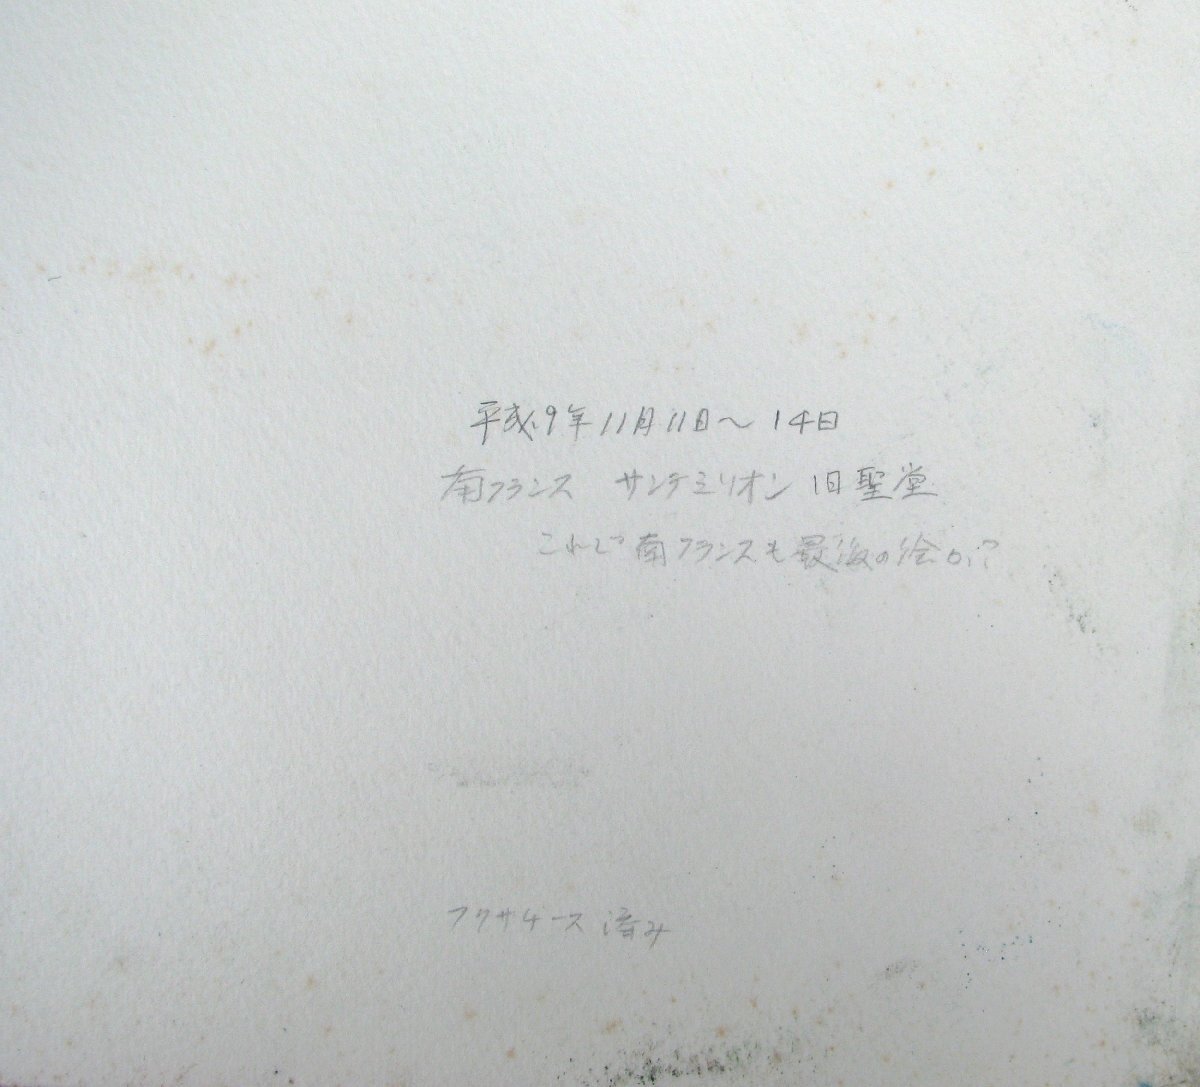 平成9年11月11日〜14日
南フランス サンテミリオン 旧聖堂
これで南フランスも最後の絵か?
フクサチース 済み